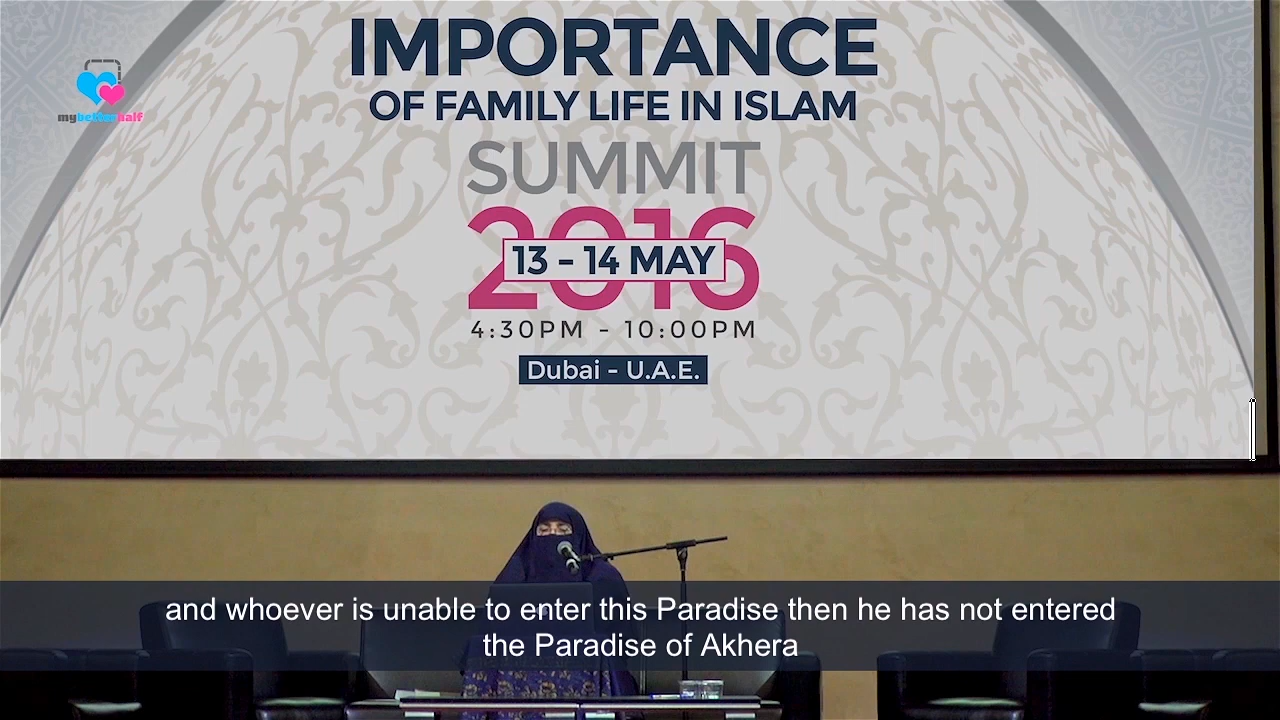 IMPORTANCE
OF FAMILY LIFE IN ISLAM
mybetterhalf
SUMMIT
2016
13 - 14 MAY
4:30PM - 10:00PM
Dubai - U.A.E.
and whoever is unable to enter this Paradise then he has not entered
the Paradise of Akhera